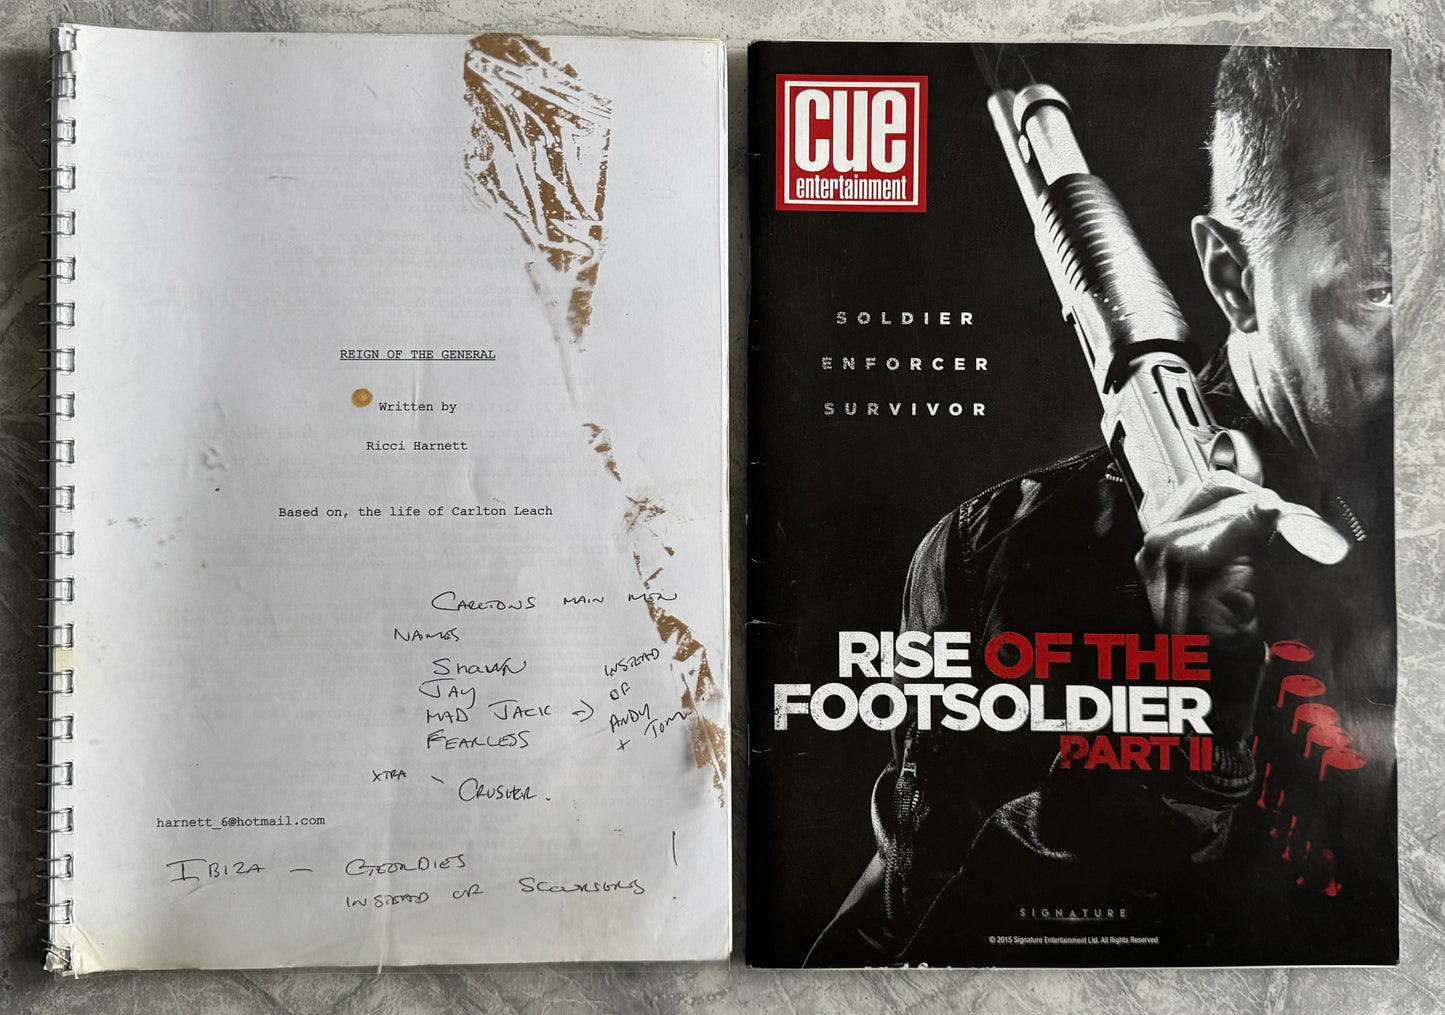 REIGN OF THE GENERAL
Written by
Ricci Harnett
Based on, the life of Carlton Leach
CARLTONS MAIN MEN
NAMES
SHAWN
JAY
MAD JACK → INSTEAD OF ANDY + TOMM
FEARLESS
XTRA - CRUSHER.
harnett_6@hotmail.com
IBIZA — GEORDIES
INSTEAD OF SCOUSERS
cue
entertainment
SOLDIER
ENFORCER
SURVIVOR
RISE OF THE
FOOTSOLDIER
PART II
SIGNATURE
© 2015 Signature Entertainment Ltd. All Rights Reserved